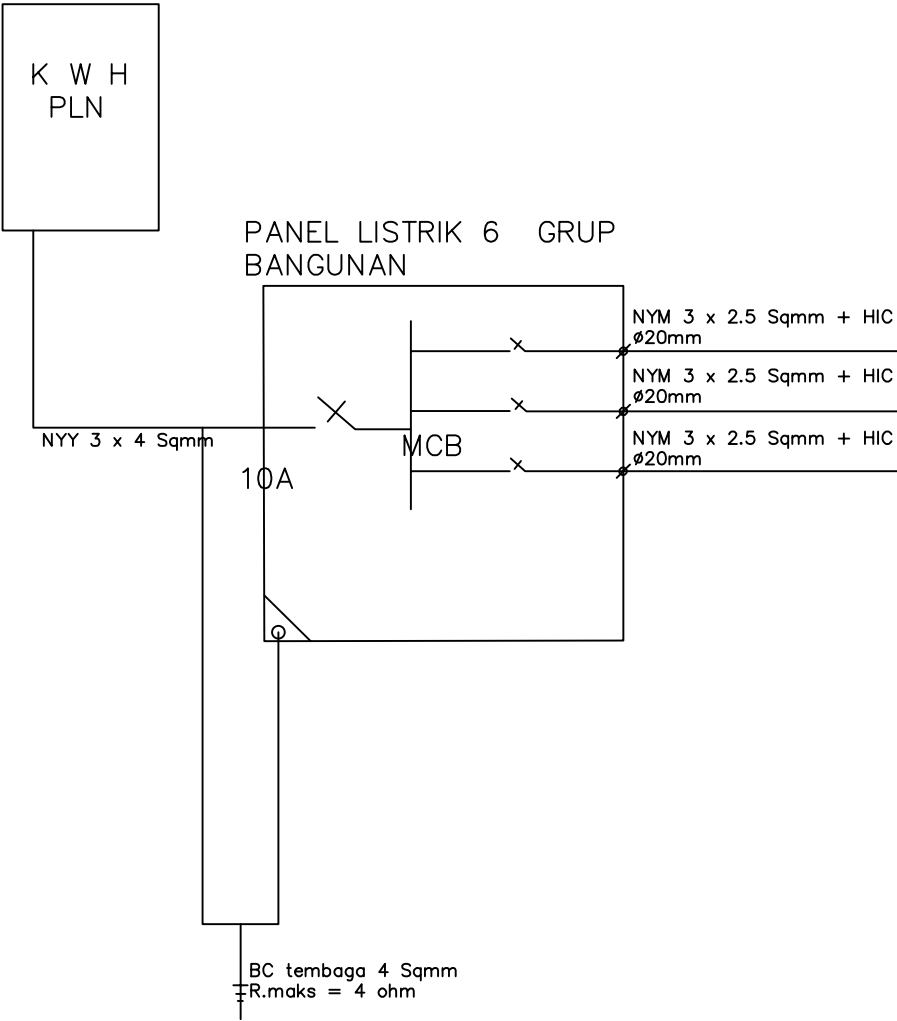 K W H
PLN
PANEL LISTRIK 6 GRUP
BANGUNAN
NYM 3 x 2.5 Sqmm + HIC
ø20mm
NYM 3 x 2.5 Sqmm + HIC
ø20mm
NYM 3 x 2.5 Sqmm + HIC
ø20mm
NYY 3 x 4 Sqmm
MCB
10A
BC tembaga 4 Sqmm
R.maks = 4 ohm